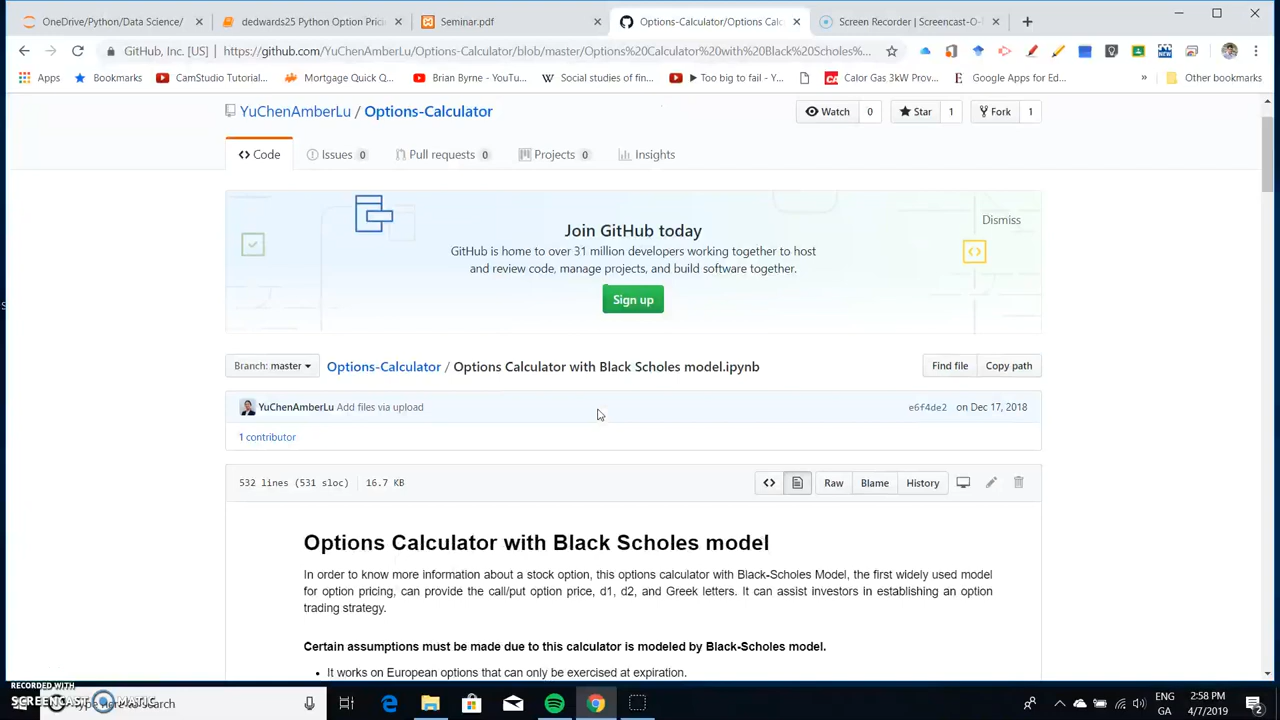 OneDrive/Python/Data Science/
dedwards25 Python Option Prici
Seminar.pdf
Options-Calculator/Options Calc
Screen Recorder | Screencast-O-
GitHub, Inc. [US]
https://github.com/YuChenAmberLu/Options-Calculator/blob/master/Options%20Calculator%20with%20Black%20Scholes%...
Apps
Bookmarks
CamStudio Tutorial...
Mortgage Quick Q...
Brian Byrne - YouTu...
Social studies of fin...
Too big to fail - Y...
Calor Gas 3kW Pro...
Google Apps for Ed...
»
Other bookmarks
YuChenAmberLu / Options-Calculator
Watch 0
Star 1
Fork 1
Code
Issues 0
Pull requests 0
Projects 0
Insights
Join GitHub today
Dismiss
GitHub is home to over 31 million developers working together to host
and review code, manage projects, and build software together.
Sign up
Branch: master
Options-Calculator / Options Calculator with Black Scholes model.ipynb
Find file
Copy path
YuChenAmberLu Add files via upload
e6f4de2 on Dec 17, 2018
1 contributor
532 lines (531 sloc) 16.7 KB
Raw
Blame
History
Options Calculator with Black Scholes model
In order to know more information about a stock option, this options calculator with Black-Scholes Model, the first widely used model
for option pricing, can provide the call/put option price, d1, d2, and Greek letters. It can assist investors in establishing an option
trading strategy.
Certain assumptions must be made due to this calculator is modeled by Black-Scholes model.
• It works on European options that can only be exercised at expiration.
RECORDED WITH
SCREENCAST MATIC
Type here to search
ENG
GA
2:58 PM
4/7/2019
2